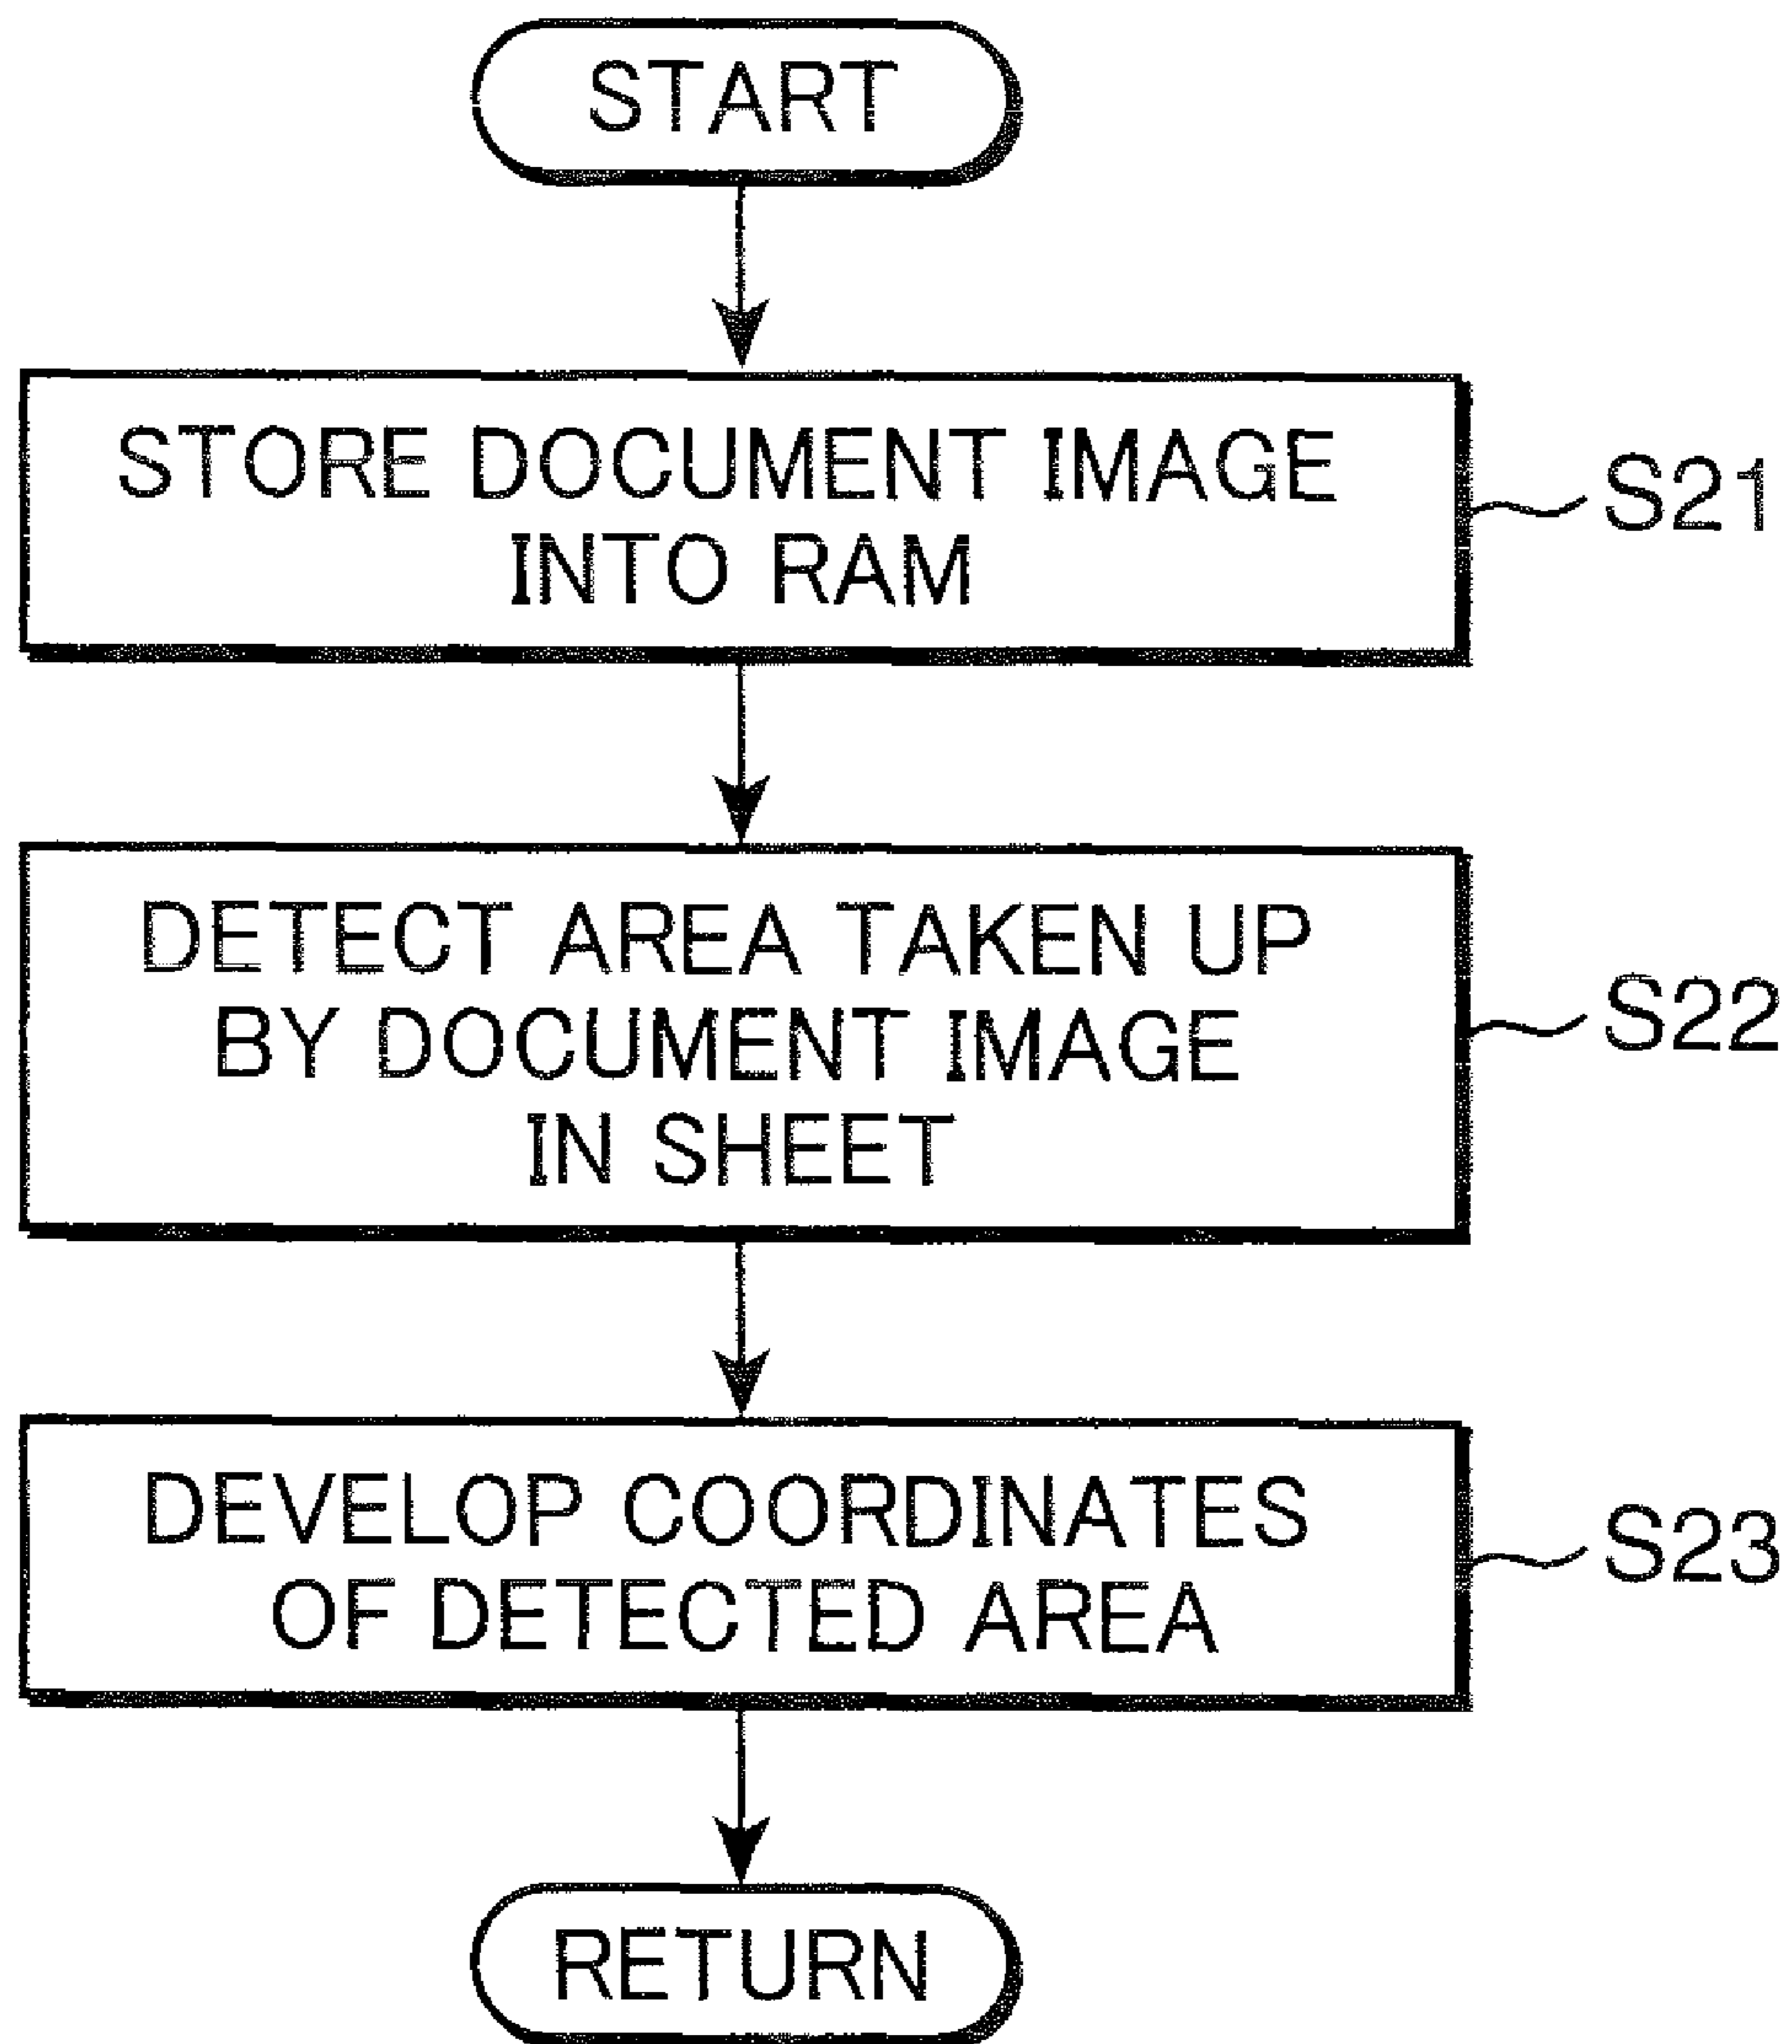 START
STORE DOCUMENT IMAGE
INTO RAM
S21
DETECT AREA TAKEN UP
BY DOCUMENT IMAGE
IN SHEET
S22
DEVELOP COORDINATES
OF DETECTED AREA
S23
RETURN